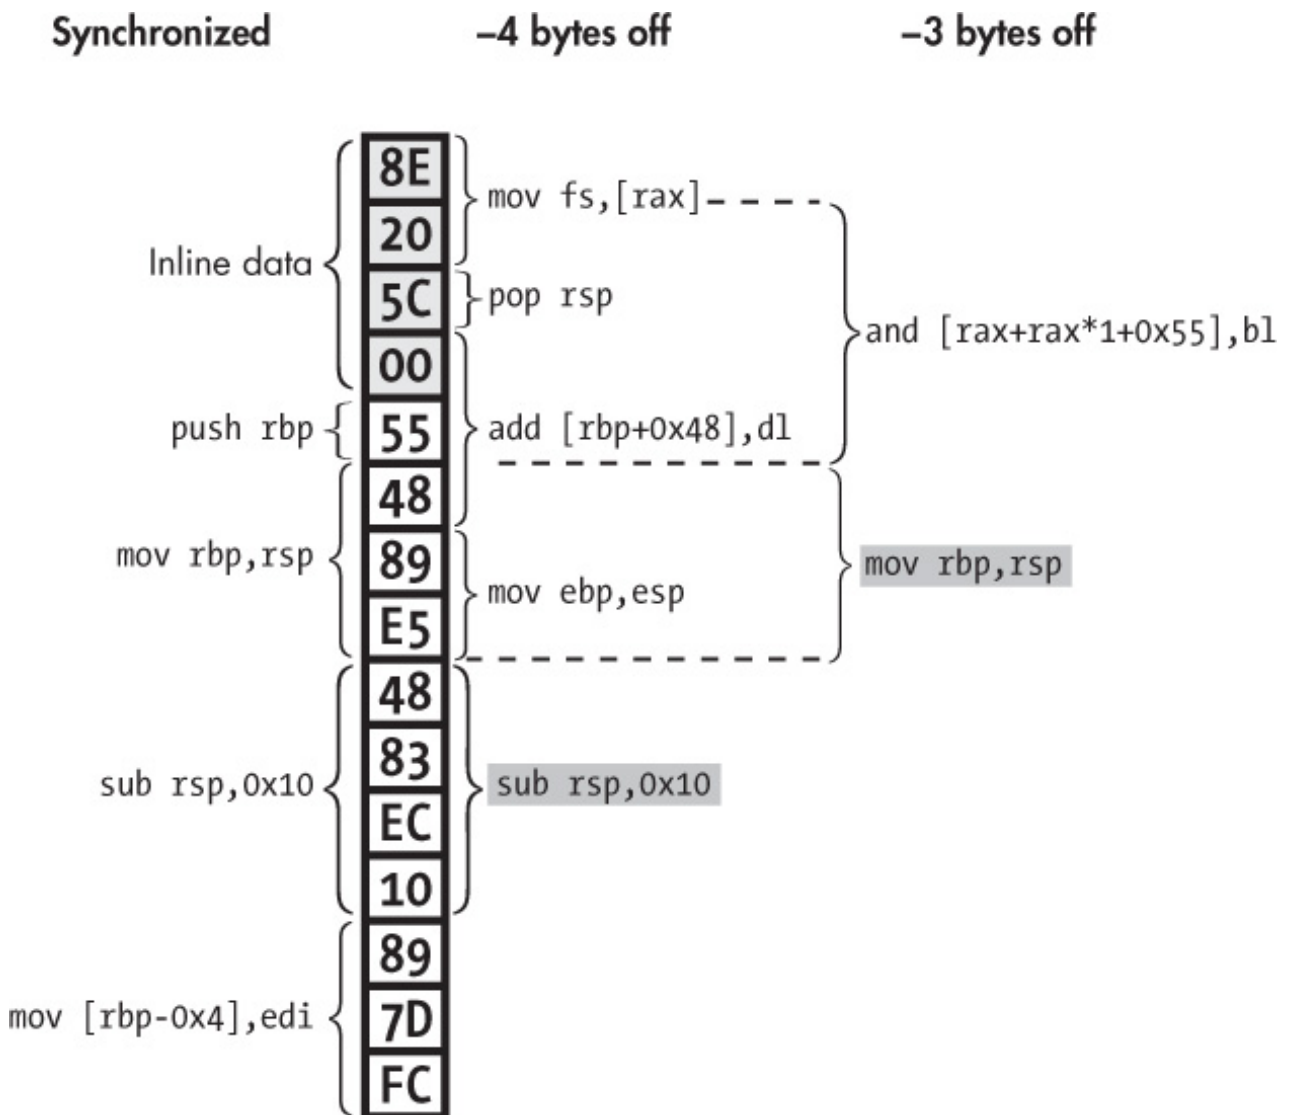 Synchronized –4 bytes off –3 bytes off
8E
mov fs,[rax]
20
Inline data
5C
pop rsp
and [rax+rax*1+0x55],bl
00
push rbp
55
add [rbp+0x48],dl
48
mov rbp,rsp
89
mov rbp,rsp
mov ebp,esp
E5
48
83
sub rsp,0x10
sub rsp,0x10
EC
10
89
mov [rbp-0x4],edi
7D
FC